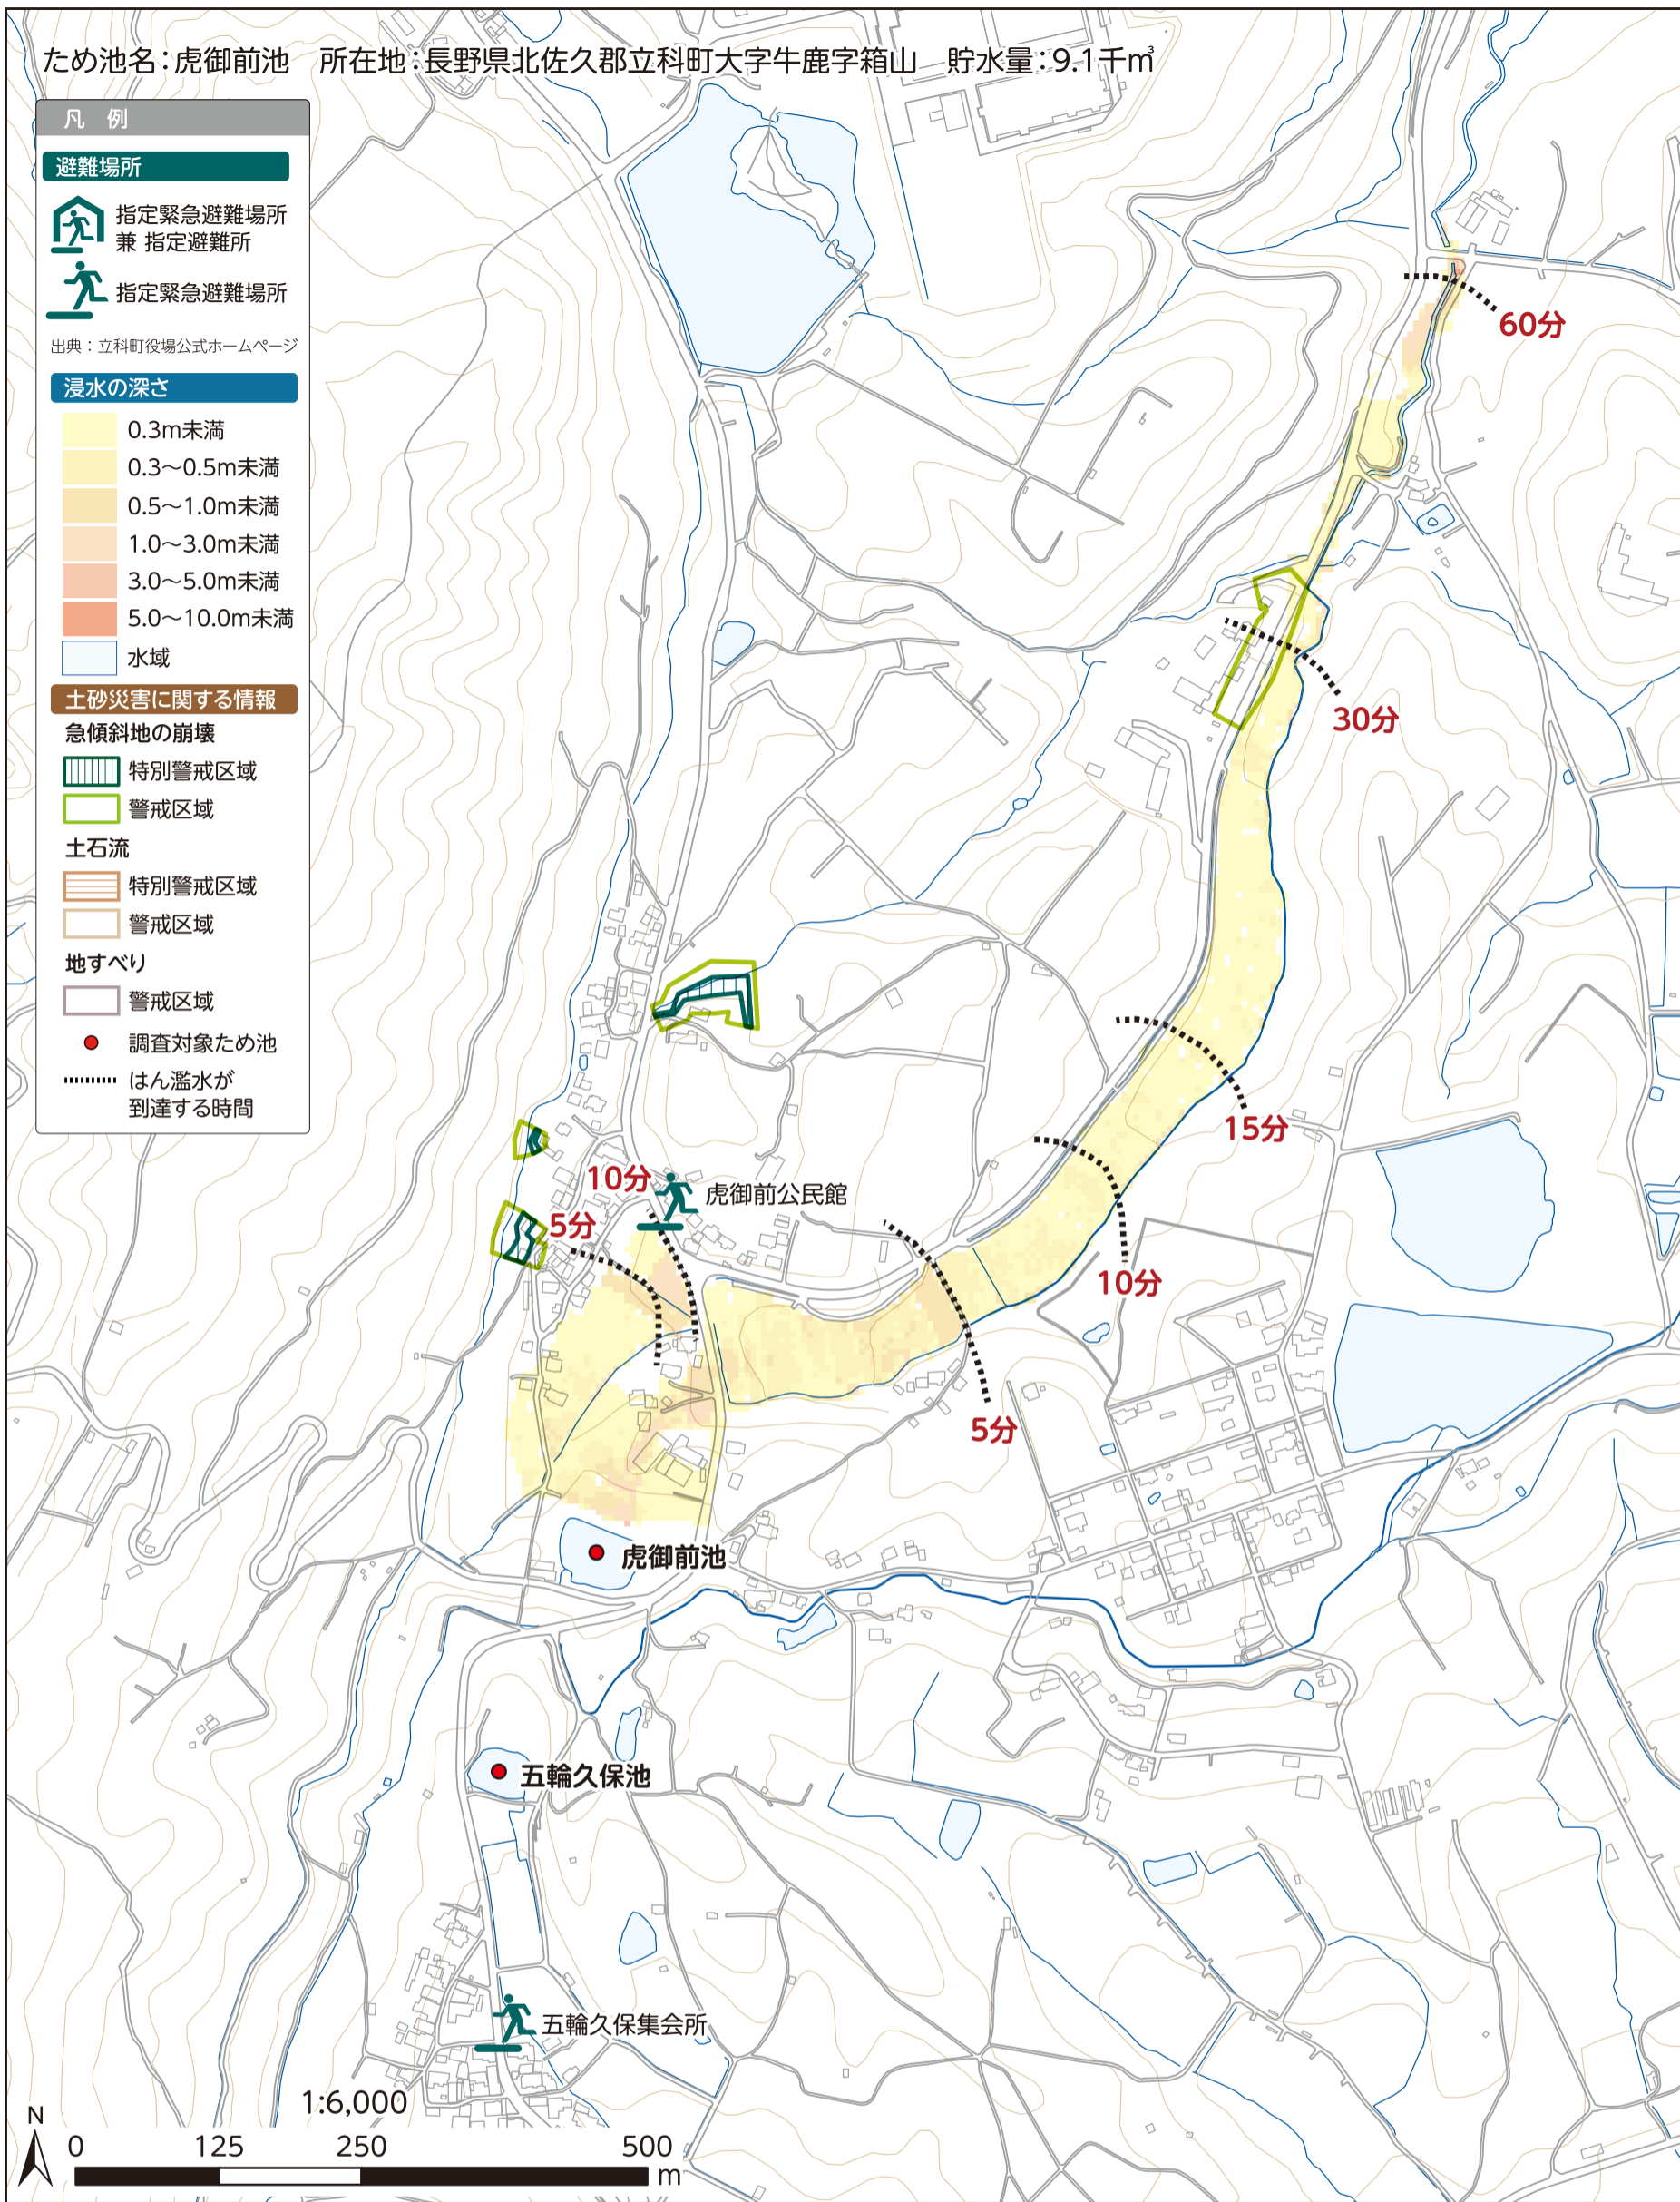 ため池名：虎御前池　所在地：長野県北佐久郡立科町大字牛鹿字箱山　貯水量：9.1千㎥
凡　例
避難場所
指定緊急避難場所
兼 指定避難所
指定緊急避難場所
出典：立科町役場公式ホームページ
浸水の深さ
0.3m未満
0.3～0.5m未満
0.5～1.0m未満
1.0～3.0m未満
3.0～5.0m未満
5.0～10.0m未満
水域
土砂災害に関する情報
急傾斜地の崩壊
特別警戒区域
警戒区域
土石流
特別警戒区域
警戒区域
地すべり
警戒区域
調査対象ため池
はん濫水が
到達する時間
60分
30分
15分
10分
虎御前公民館
5分
10分
5分
虎御前池
五輪久保池
五輪久保集会所
1:6,000
N
0 125 250 500
m